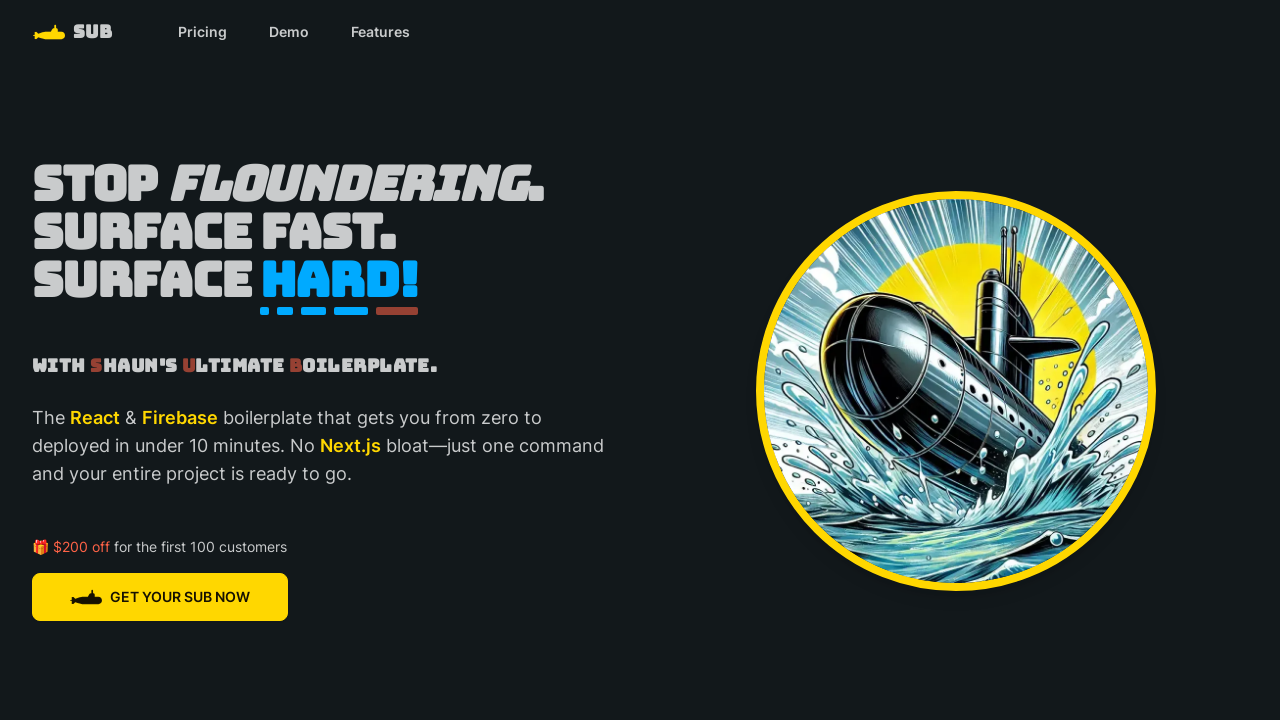 SUB
Pricing
Demo
Features
STOP FLOUNDERING.
SURFACE FAST.
SURFACE HARD!
WITH SHAUN'S ULTIMATE BOILERPLATE.
The React & Firebase boilerplate that gets you from zero to
deployed in under 10 minutes. No Next.js bloat—just one command
and your entire project is ready to go.
🎁 $200 off for the first 100 customers
GET YOUR SUB NOW